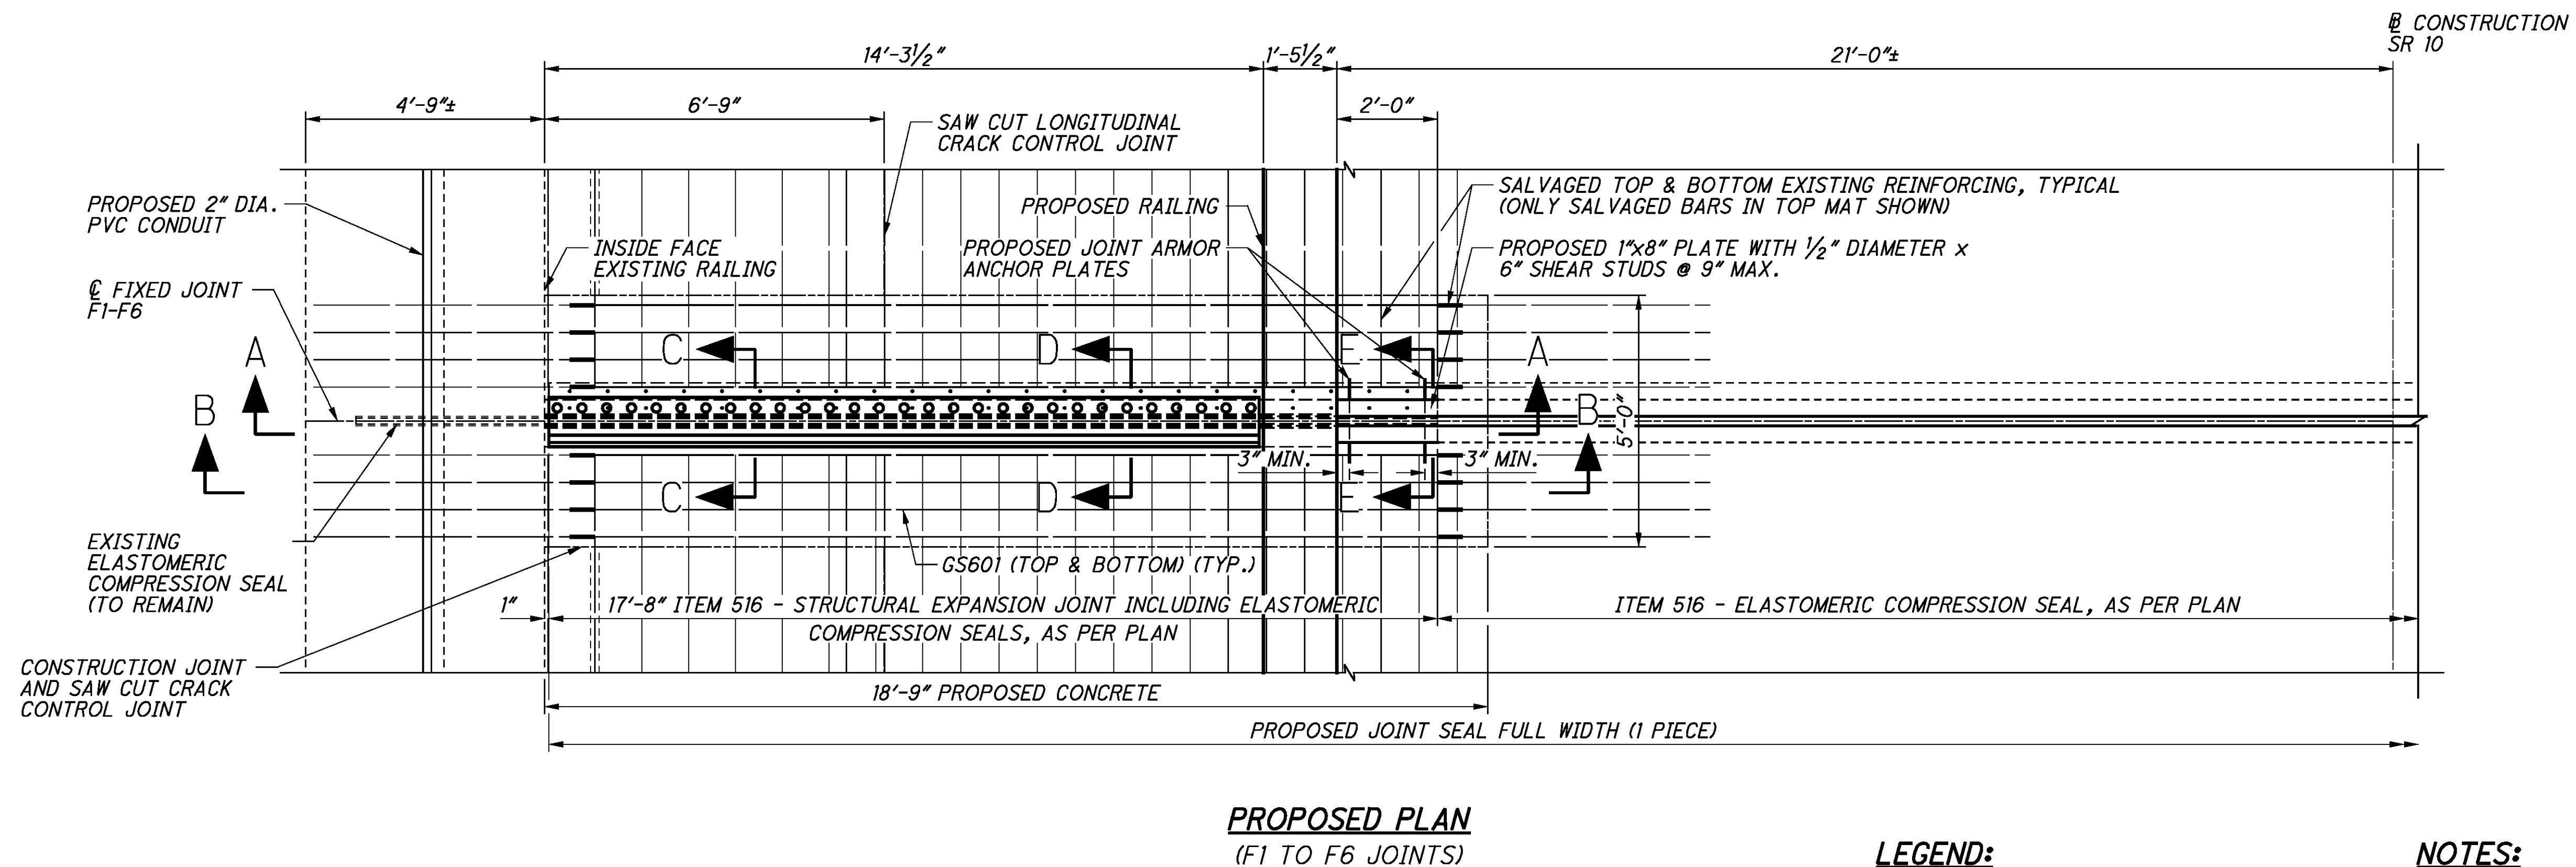 ℄ CONSTRUCTION
SR 10
14'-3½"
1'-5½"
21'-0"±
4'-9"±
6'-9"
2'-0"
SAW CUT LONGITUDINAL
CRACK CONTROL JOINT
PROPOSED 2" DIA.
PVC CONDUIT
PROPOSED RAILING
SALVAGED TOP & BOTTOM EXISTING REINFORCING, TYPICAL
(ONLY SALVAGED BARS IN TOP MAT SHOWN)
INSIDE FACE
EXISTING RAILING
PROPOSED JOINT ARMOR
ANCHOR PLATES
PROPOSED 1"x8" PLATE WITH ½" DIAMETER x
6" SHEAR STUDS @ 9" MAX.
℄ FIXED JOINT
F1-F6
A
B
C
D
E
A
B
5'-0"
3" MIN.
3" MIN.
C
D
E
EXISTING
ELASTOMERIC
COMPRESSION SEAL
(TO REMAIN)
GS601 (TOP & BOTTOM) (TYP.)
1"
17'-8" ITEM 516 - STRUCTURAL EXPANSION JOINT INCLUDING ELASTOMERIC
COMPRESSION SEALS, AS PER PLAN
ITEM 516 - ELASTOMERIC COMPRESSION SEAL, AS PER PLAN
CONSTRUCTION JOINT
AND SAW CUT CRACK
CONTROL JOINT
18'-9" PROPOSED CONCRETE
PROPOSED JOINT SEAL FULL WIDTH (1 PIECE)
PROPOSED PLAN
(F1 TO F6 JOINTS)
LEGEND:
NOTES: